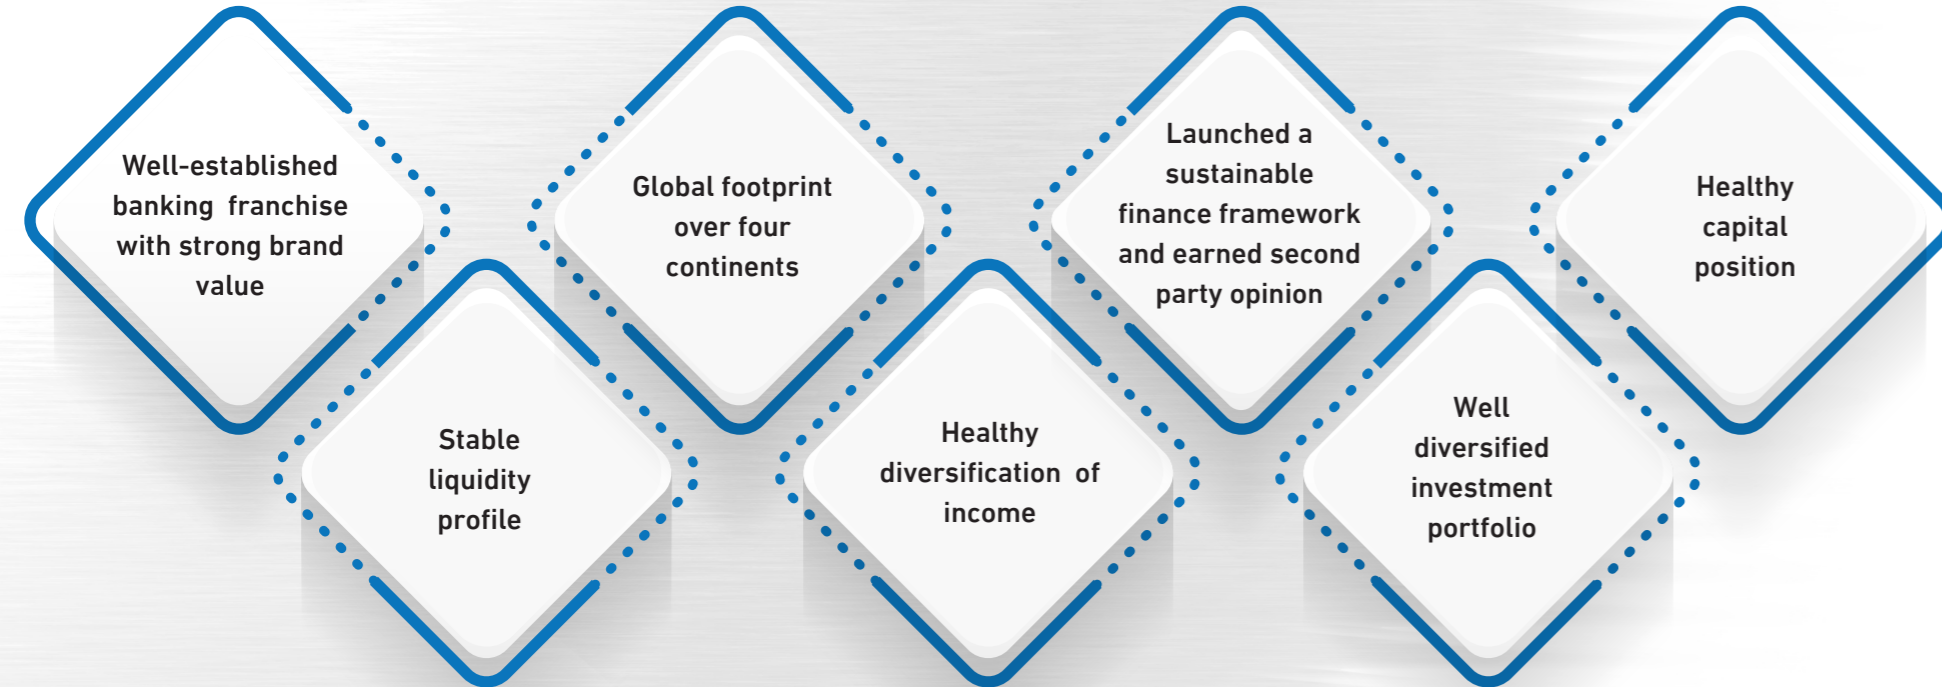 Well-established
banking franchise
with strong brand
value
Stable
liquidity
profile
Global footprint
over four
continents
Healthy
diversification of
income
Launched a
sustainable
finance framework
and earned second
party opinion
Well
diversified
investment
portfolio
Healthy
capital
position